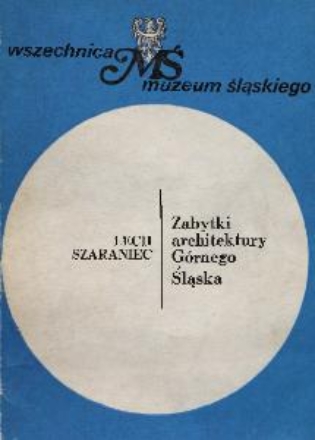 wszechnica
MŚ
muzeum śląskiego
LECH
SZARANIEC
Zabytki
architektury
Górnego
Śląska